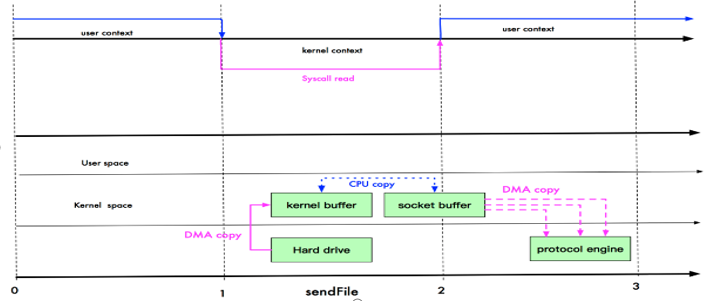 user context
kernel context
user context
Syscall read
User space
CPU copy
DMA copy
Kernel space
kernel buffer
socket buffer
DMA copy
Hard drive
protocol engine
0
1
sendFile
2
3